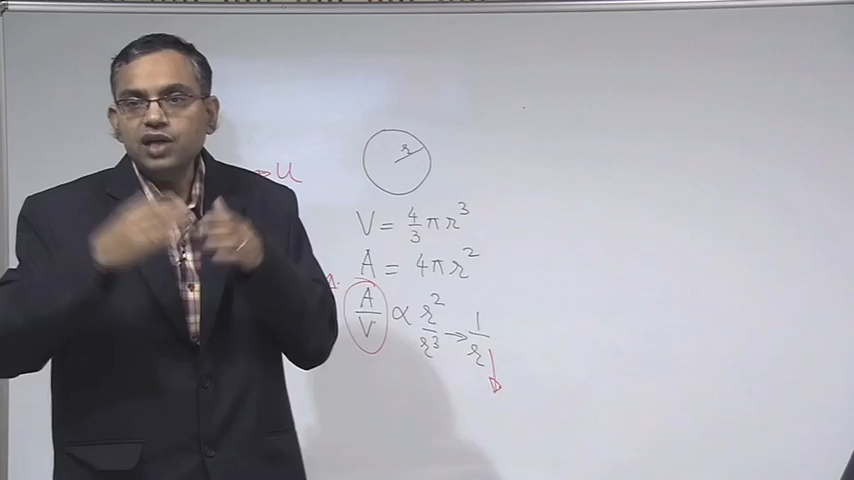 r
→ U
V = 4/3 πr³
A = 4πr²
A/V ∝ r²/r³ → 1/r